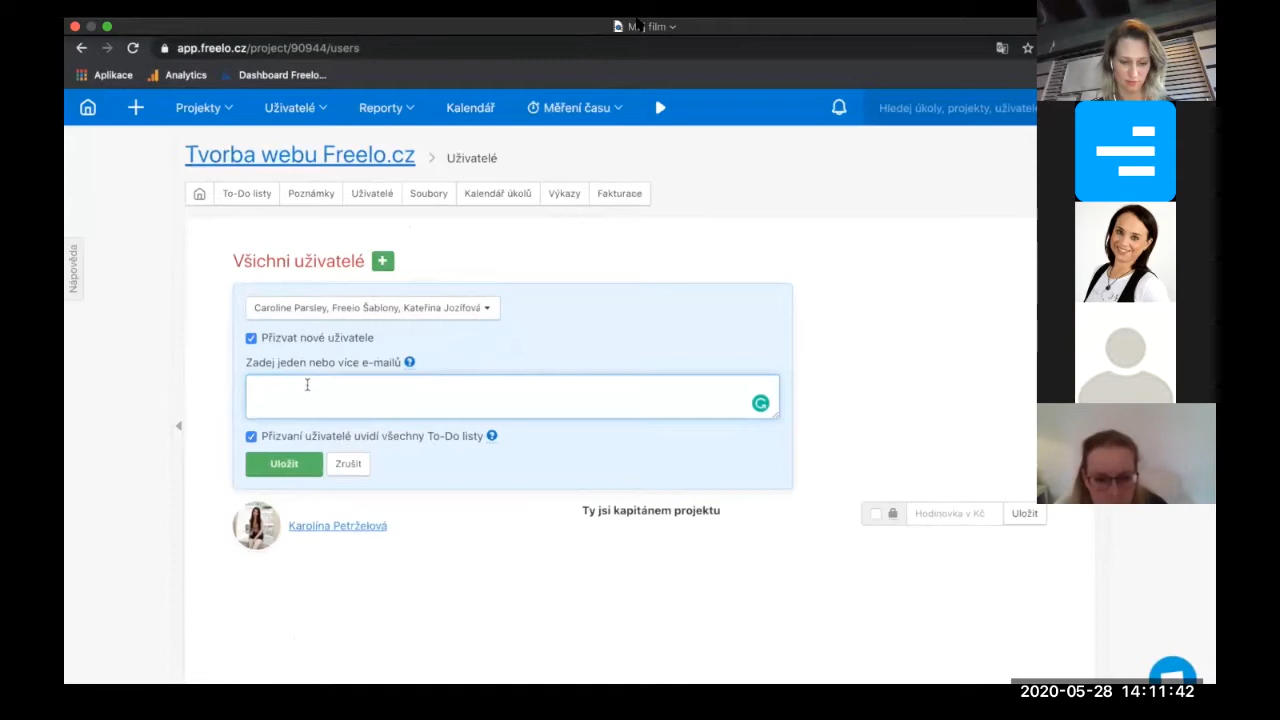 Můj film
app.freelo.cz/project/90944/users
Aplikace Analytics Dashboard Freelo...
Projekty Uživatelé Reporty Kalendář Měření času Hledej úkoly, projekty, uživatele
Tvorba webu Freelo.cz > Uživatelé
To-Do listy Poznámky Uživatelé Soubory Kalendář úkolů Výkazy Fakturace
Nápověda
Všichni uživatelé +
Caroline Parsley, Freelo Šablony, Kateřina Jozífová
Přizvat nové uživatele
Zadej jeden nebo více e-mailů ?
Přizvaní uživatelé uvidí všechny To-Do listy ?
Uložit Zrušit
Karolína Petrželová Ty jsi kapitánem projektu Hodinovka v Kč Uložit
2020-05-28 14:11:42